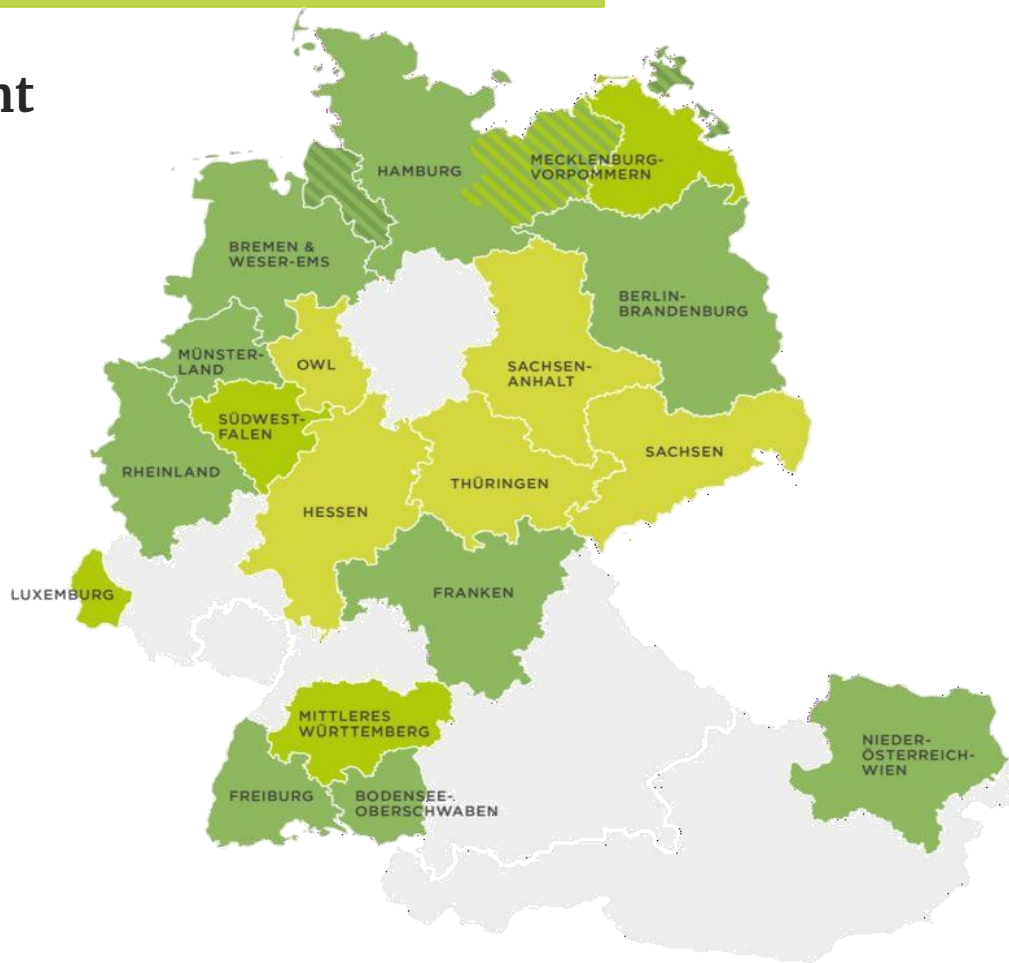 nt
HAMBURG
MECKLENBURG-
VORPOMMERN
BREMEN &
WESER-EMS
BERLIN-
BRANDENBURG
MÜNSTER-
LAND
OWL
SACHSEN-
ANHALT
SÜDWEST-
FALEN
SACHSEN
RHEINLAND
THÜRINGEN
HESSEN
LUXEMBURG
FRANKEN
MITTLERES
WÜRTTEMBERG
NIEDER-
ÖSTERREICH-
WIEN
FREIBURG
BODENSEE-
OBERSCHWABEN